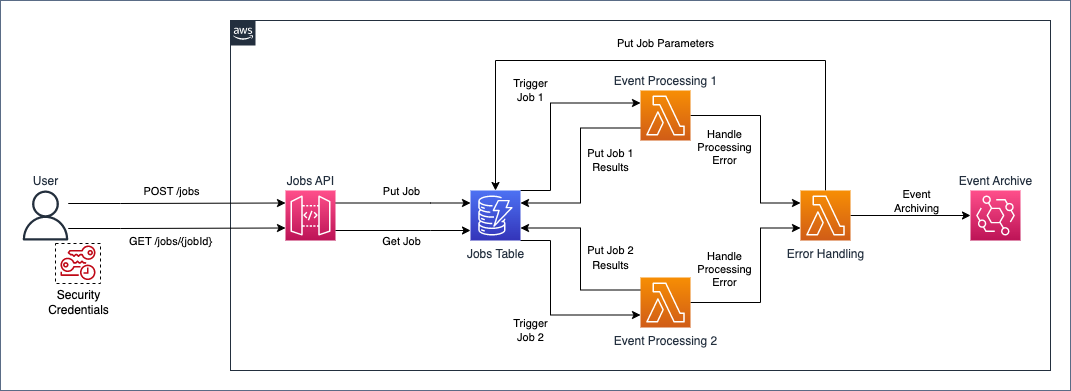 aws
Put Job Parameters
Trigger
Job 1
Event Processing 1
Put Job 1
Results
Handle
Processing
Error
User
POST /jobs
GET /jobs/{jobId}
Security
Credentials
Jobs API
Put Job
Get Job
Jobs Table
Put Job 2
Results
Handle
Processing
Error
Trigger
Job 2
Event Processing 2
Error Handling
Event
Archiving
Event Archive